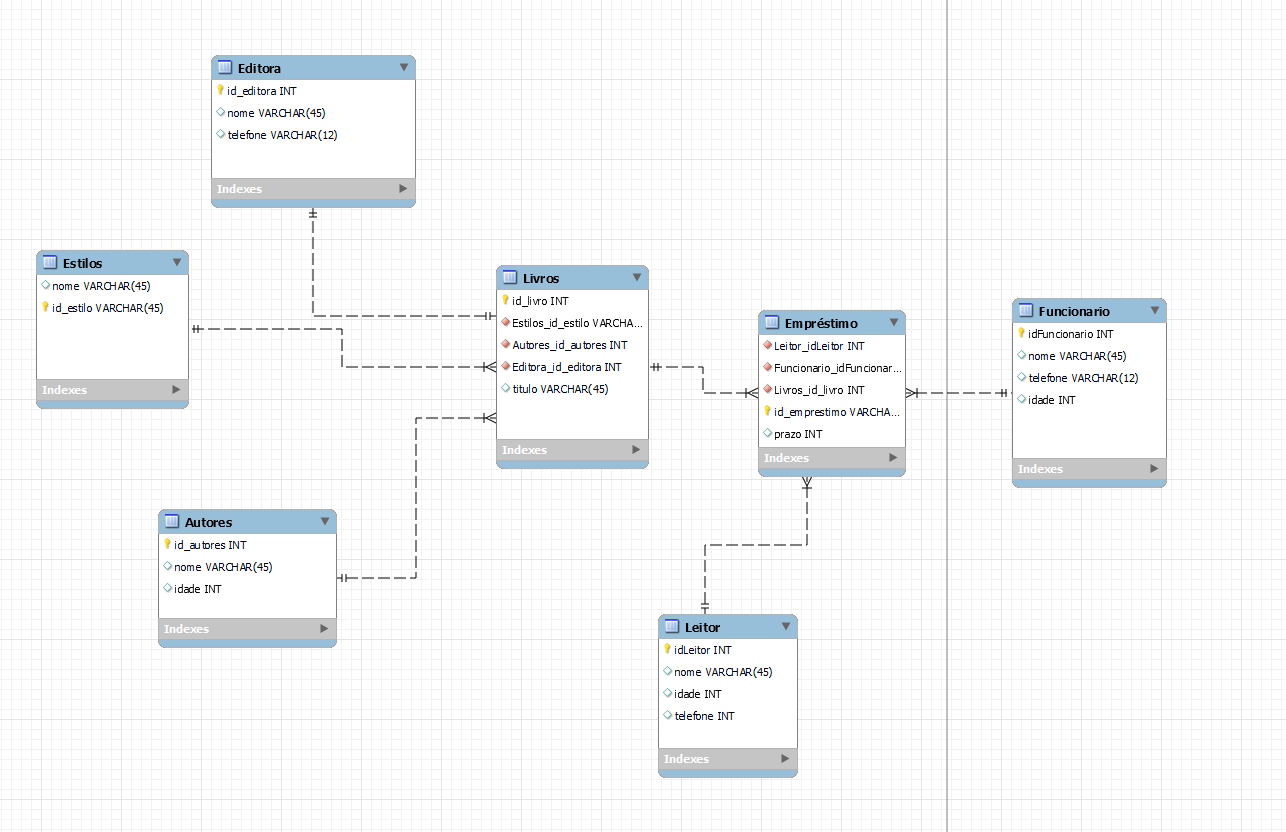 Editora
id_editora INT
nome VARCHAR(45)
telefone VARCHAR(12)
Indexes
Estilos
nome VARCHAR(45)
id_estilo VARCHAR(45)
Indexes
Livros
id_livro INT
Estilos_id_estilo VARCHA...
Autores_id_autores INT
Editora_id_editora INT
titulo VARCHAR(45)
Indexes
Empréstimo
Leitor_idLeitor INT
Funcionario_idFuncionar...
Livros_id_livro INT
id_emprestimo VARCHA...
prazo INT
Indexes
Funcionario
idFuncionario INT
nome VARCHAR(45)
telefone VARCHAR(12)
idade INT
Indexes
Autores
id_autores INT
nome VARCHAR(45)
idade INT
Indexes
Leitor
idLeitor INT
nome VARCHAR(45)
idade INT
telefone INT
Indexes